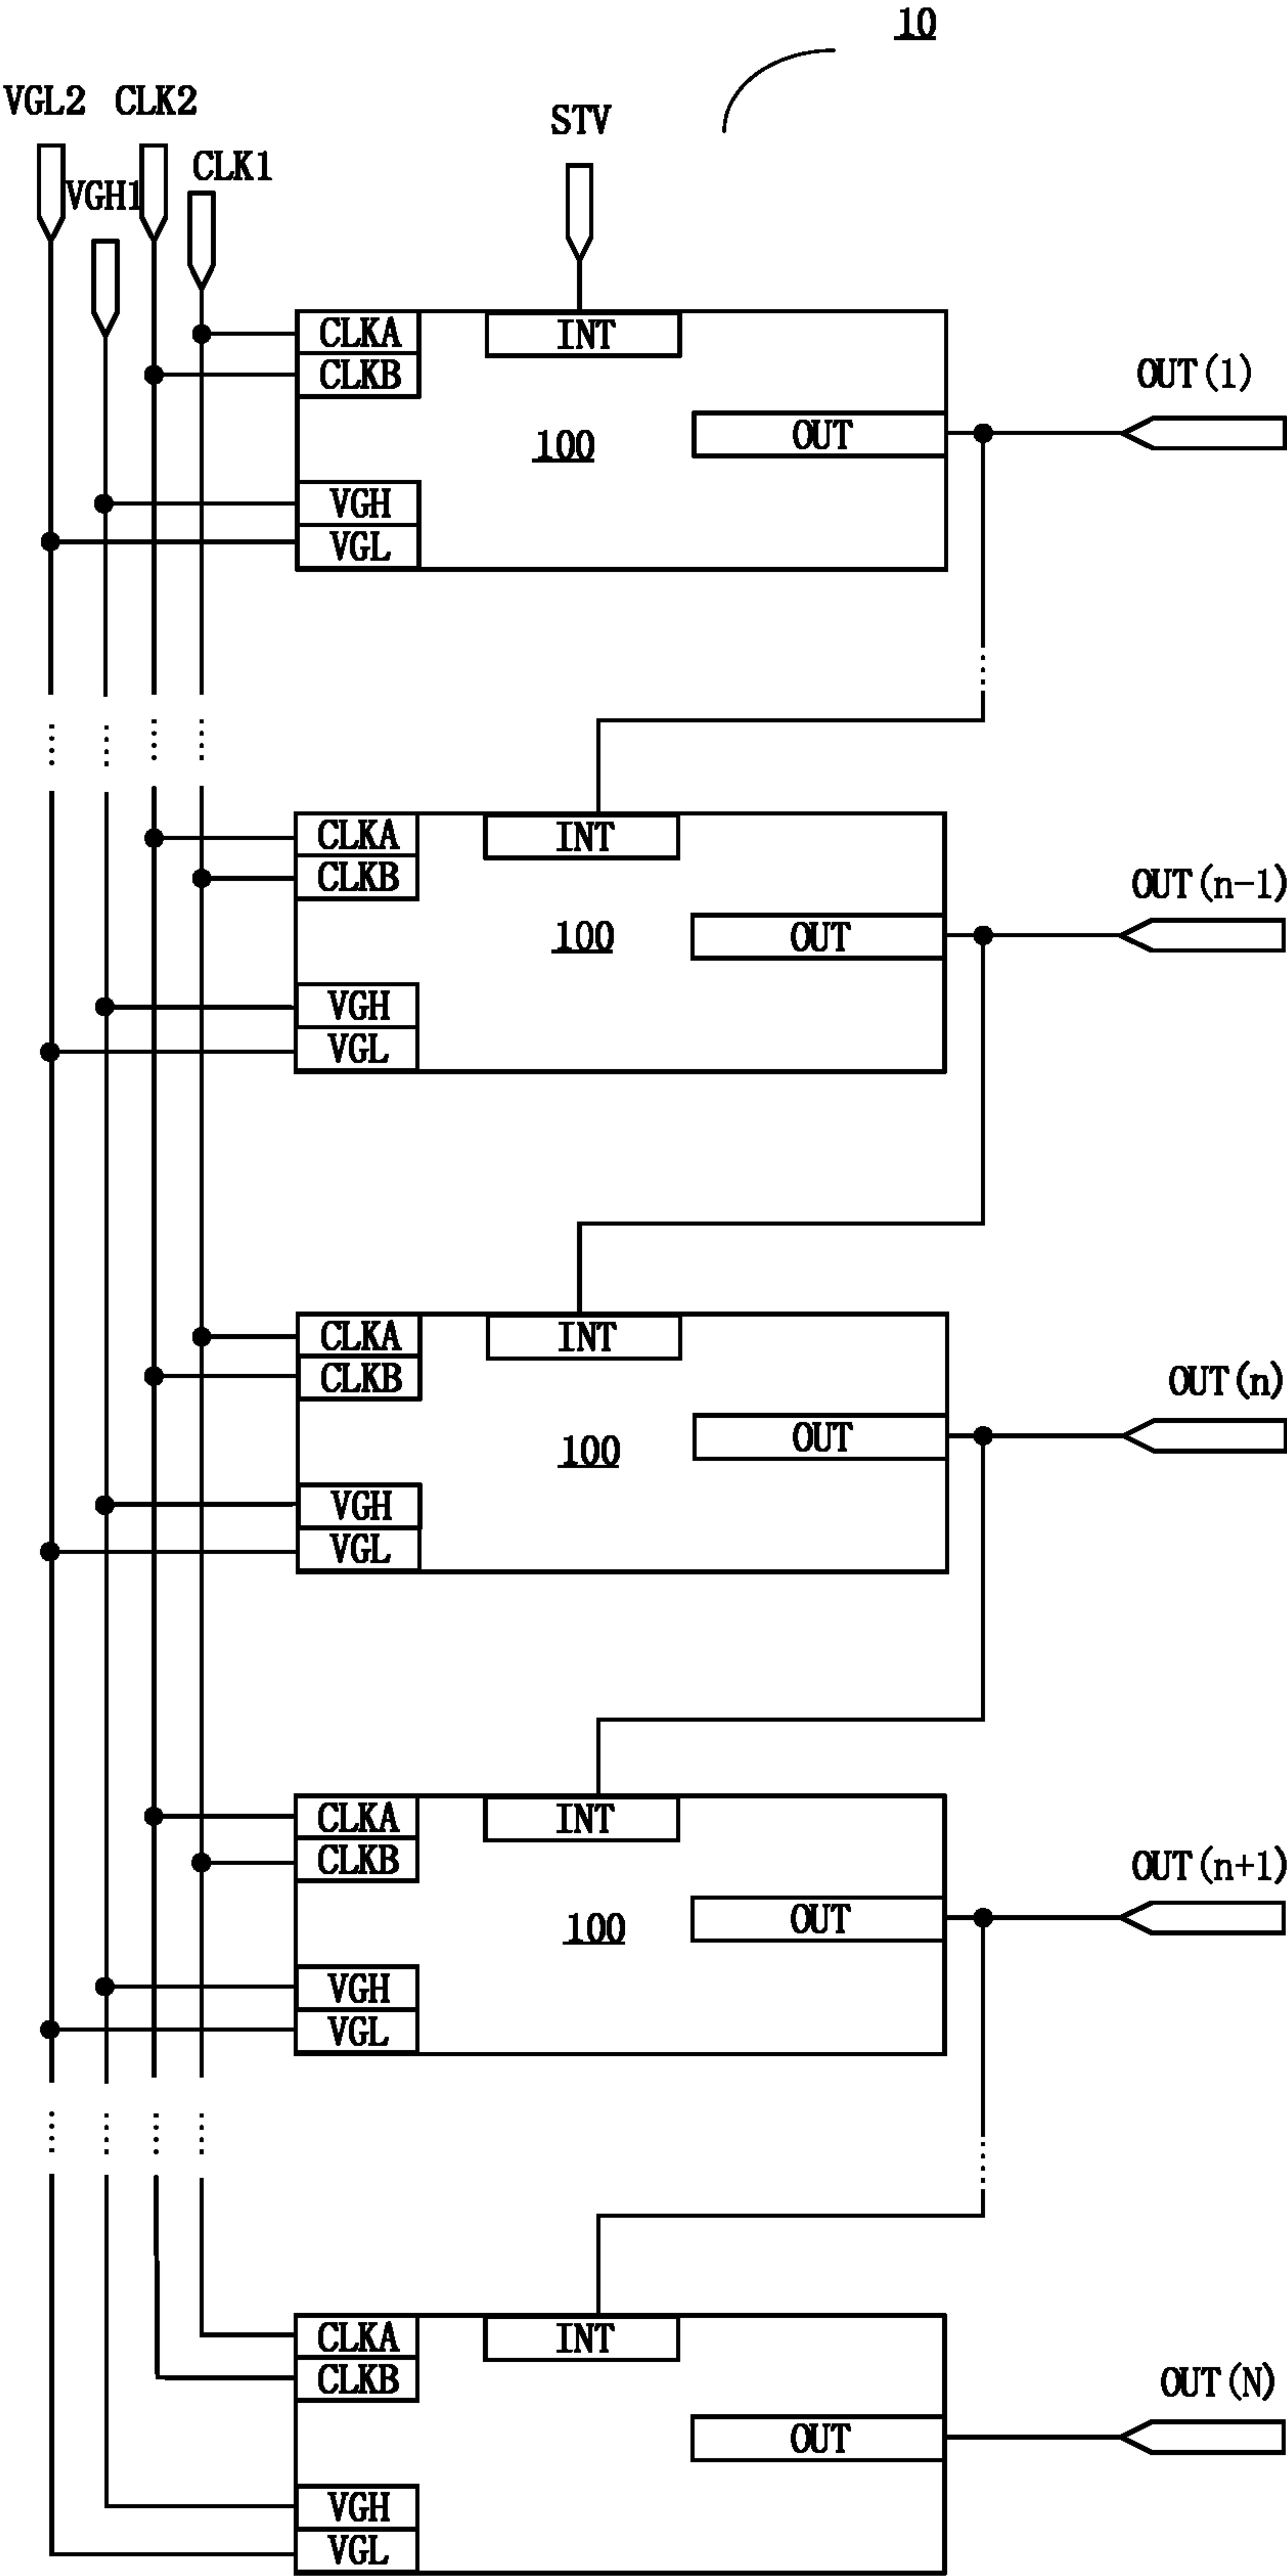 10
VGL2 CLK2
STV
CLK1
VGH1
CLKA INT
CLKB
OUT(1)
100 OUT
VGH
VGL
CLKA INT
CLKB
OUT(n-1)
100 OUT
VGH
VGL
CLKA INT
CLKB
OUT(n)
100 OUT
VGH
VGL
CLKA INT
CLKB
OUT(n+1)
100 OUT
VGH
VGL
CLKA INT
CLKB
OUT(N)
OUT
VGH
VGL